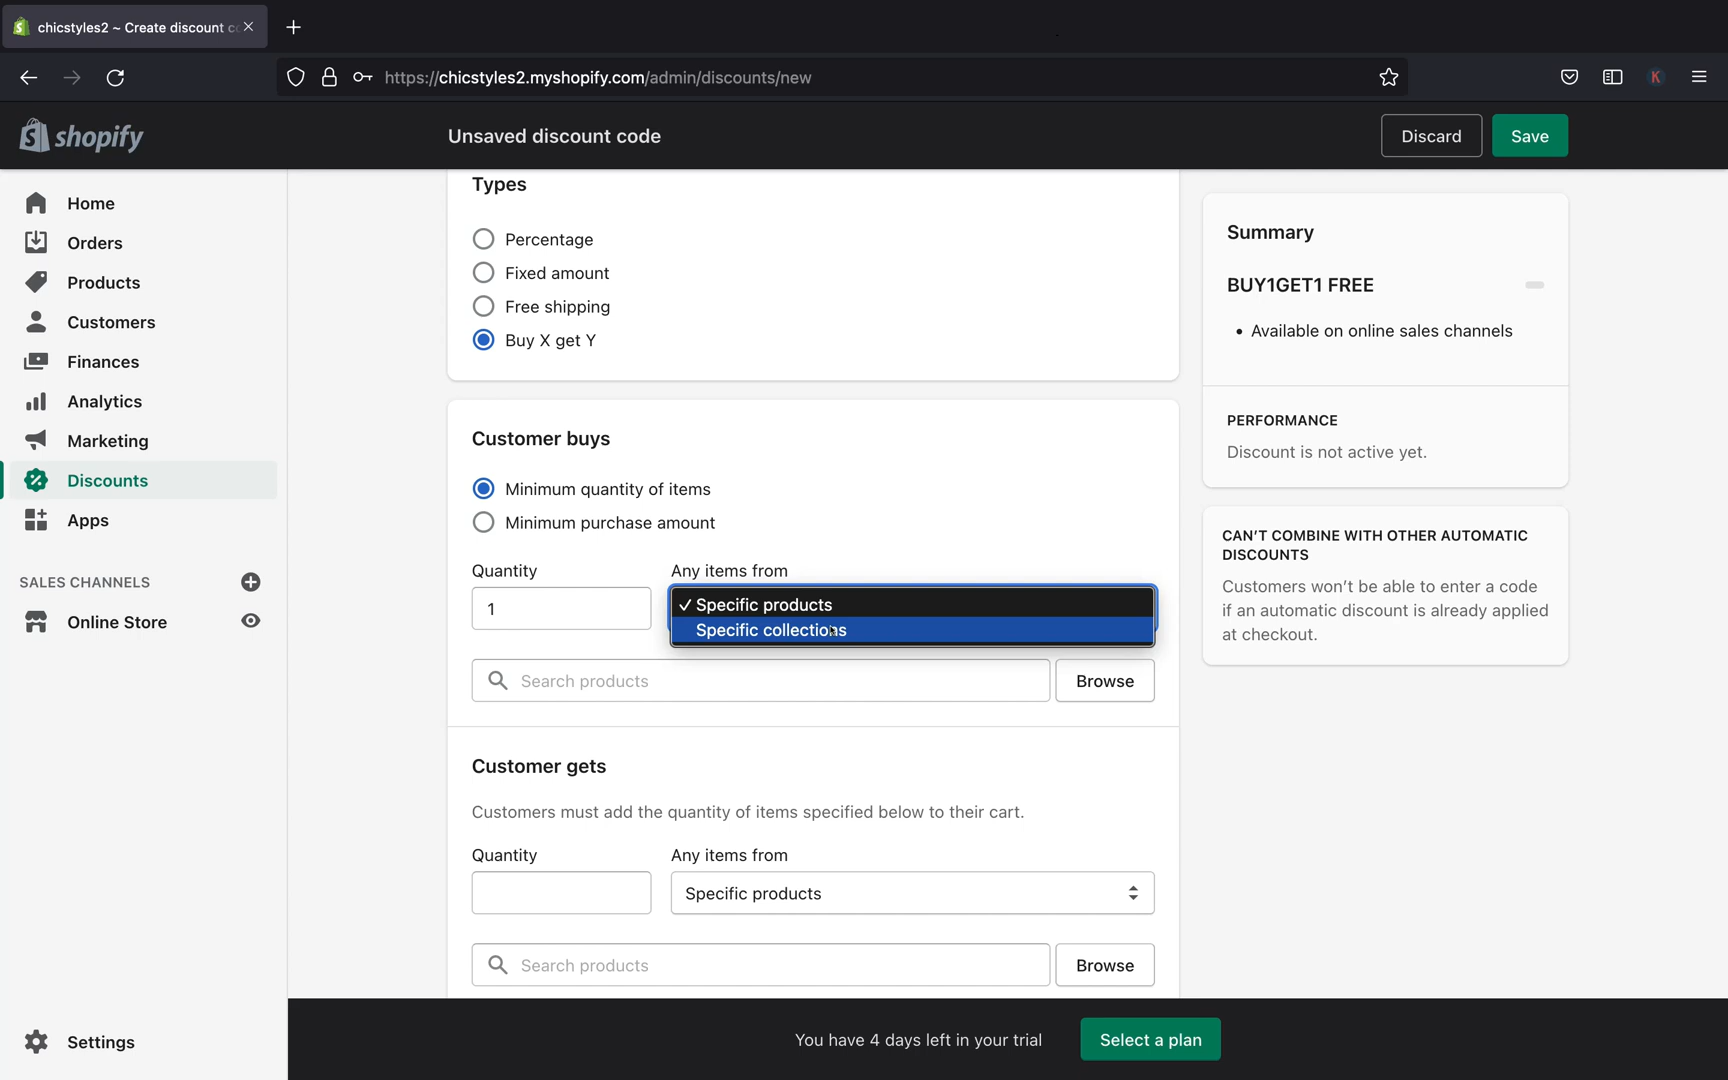 chicstyles2 ~ Create discount c
https://chicstyles2.myshopify.com/admin/discounts/new
K
shopify
Unsaved discount code
Discard
Save
Home
Orders
Products
Customers
Finances
Analytics
Marketing
Discounts
Apps
SALES CHANNELS
Online Store
Settings
Types
Percentage
Fixed amount
Free shipping
Buy X get Y
Customer buys
Minimum quantity of items
Minimum purchase amount
Quantity
Any items from
1
✓ Specific products
Specific collections
Search products
Browse
Customer gets
Customers must add the quantity of items specified below to their cart.
Quantity
Any items from
Specific products
Search products
Browse
Summary
BUY1GET1 FREE
• Available on online sales channels
PERFORMANCE
Discount is not active yet.
CAN'T COMBINE WITH OTHER AUTOMATIC
DISCOUNTS
Customers won't be able to enter a code
if an automatic discount is already applied
at checkout.
You have 4 days left in your trial
Select a plan